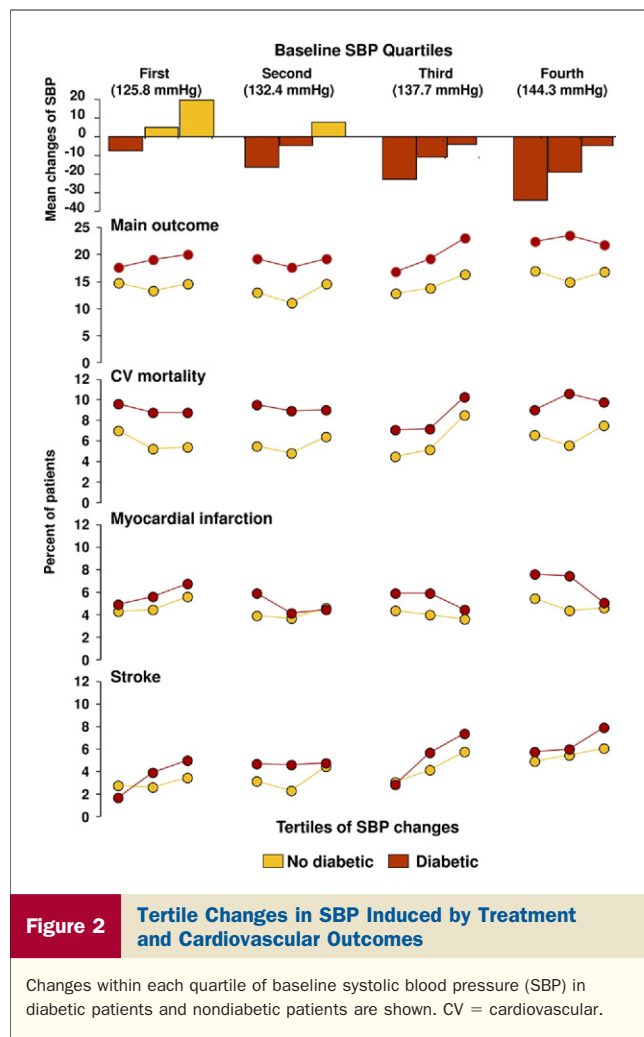 Baseline SBP Quartiles
First Second Third Fourth
(125.8 mmHg) (132.4 mmHg) (137.7 mmHg) (144.3 mmHg)
Mean changes of SBP
20
10
0
-10
-20
-30
-40
Main outcome
25
20
15
10
5
0
Percent of patients
CV mortality
12
10
8
6
4
2
0
Myocardial infarction
12
10
8
6
4
2
0
Stroke
12
10
8
6
4
2
0
Tertiles of SBP changes
No diabetic Diabetic
Figure 2
Tertile Changes in SBP Induced by Treatment
and Cardiovascular Outcomes
Changes within each quartile of baseline systolic blood pressure (SBP) in
diabetic patients and nondiabetic patients are shown. CV = cardiovascular.